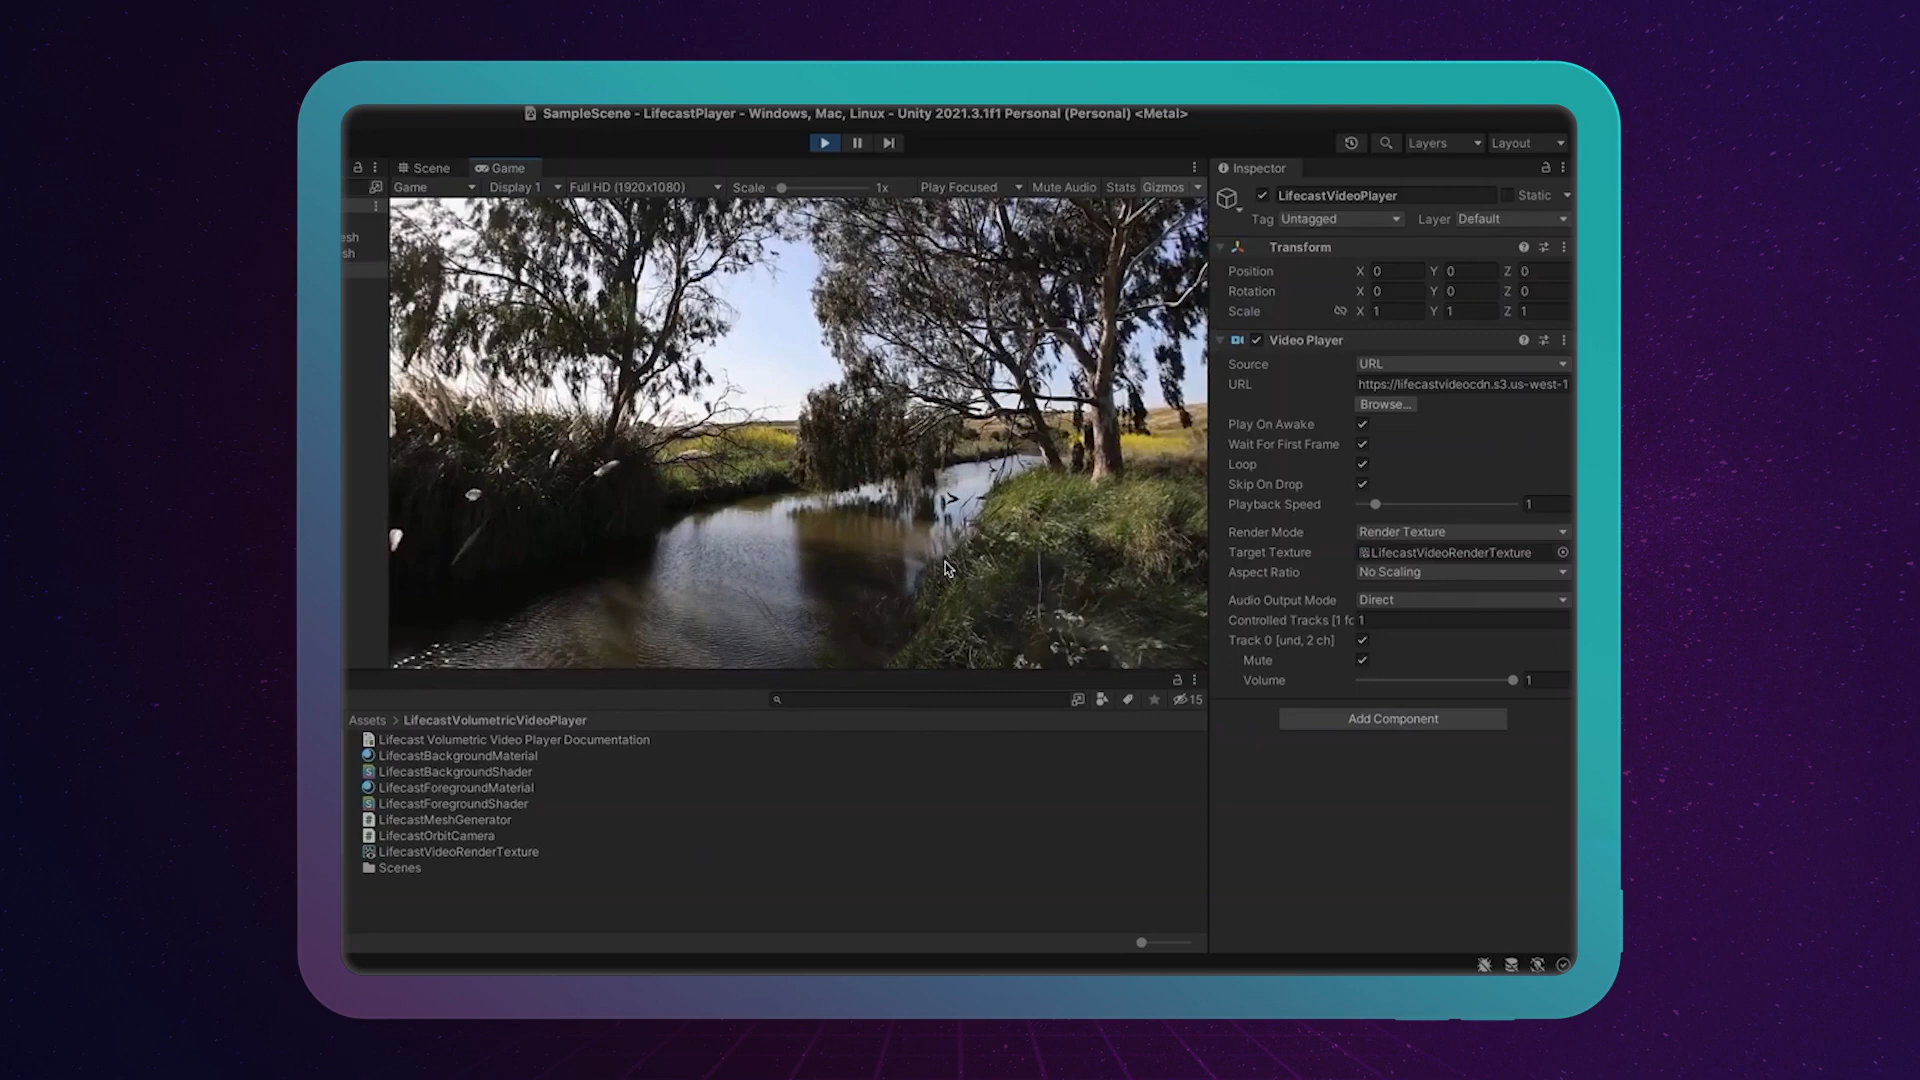 SampleScene - LifecastPlayer - Windows, Mac, Linux - Unity 2021.3.1f1 Personal (Personal) <Metal>
Layers
Layout
Scene
Game
Game
Display 1
Full HD (1920x1080)
Scale
1x
Play Focused
Mute Audio
Stats
Gizmos
esh
sh
Inspector
LifecastVideoPlayer
Static
Tag Untagged
Layer Default
Transform
Position X 0 Y 0 Z 0
Rotation X 0 Y 0 Z 0
Scale X 1 Y 1 Z 1
Video Player
Source URL
URL https://lifecastvideocdn.s3.us-west-1
Browse...
Play On Awake
Wait For First Frame
Loop
Skip On Drop
Playback Speed 1
Render Mode Render Texture
Target Texture LifecastVideoRenderTexture
Aspect Ratio No Scaling
Audio Output Mode Direct
Controlled Tracks [1 fc 1
Track 0 [und, 2 ch]
Mute
Volume 1
Add Component
15
Assets > LifecastVolumetricVideoPlayer
Lifecast Volumetric Video Player Documentation
LifecastBackgroundMaterial
LifecastBackgroundShader
LifecastForegroundMaterial
LifecastForegroundShader
LifecastMeshGenerator
LifecastOrbitCamera
LifecastVideoRenderTexture
Scenes